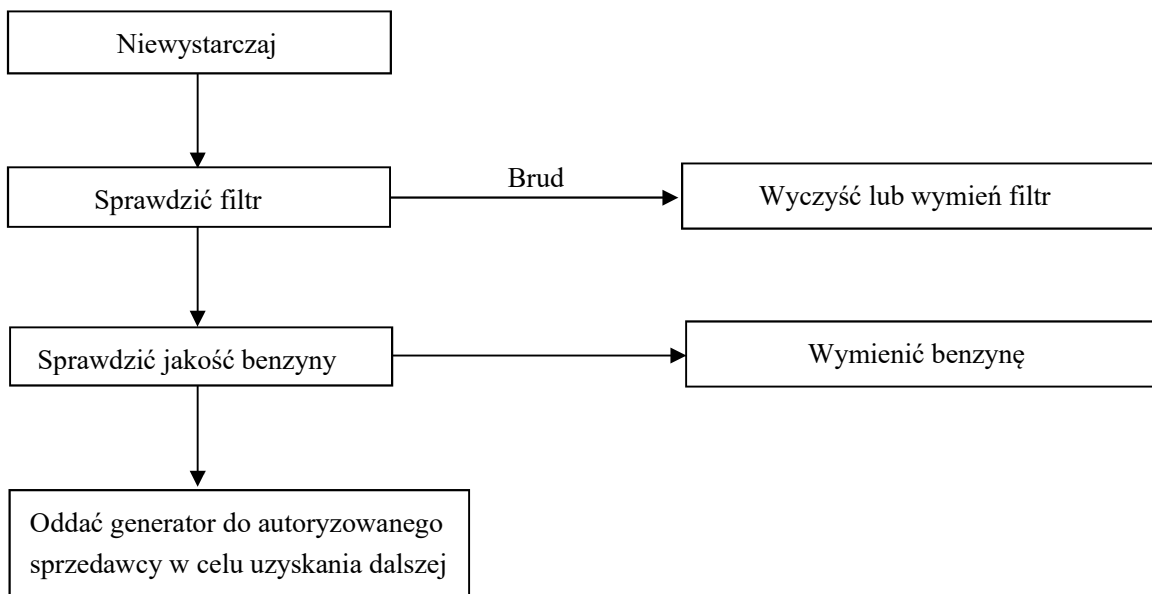 Niewystarczaj
Sprawdzić filtr
Brud
Wyczyść lub wymień filtr
Sprawdzić jakość benzyny
Wymienić benzynę
Oddać generator do autoryzowanego
sprzedawcy w celu uzyskania dalszej